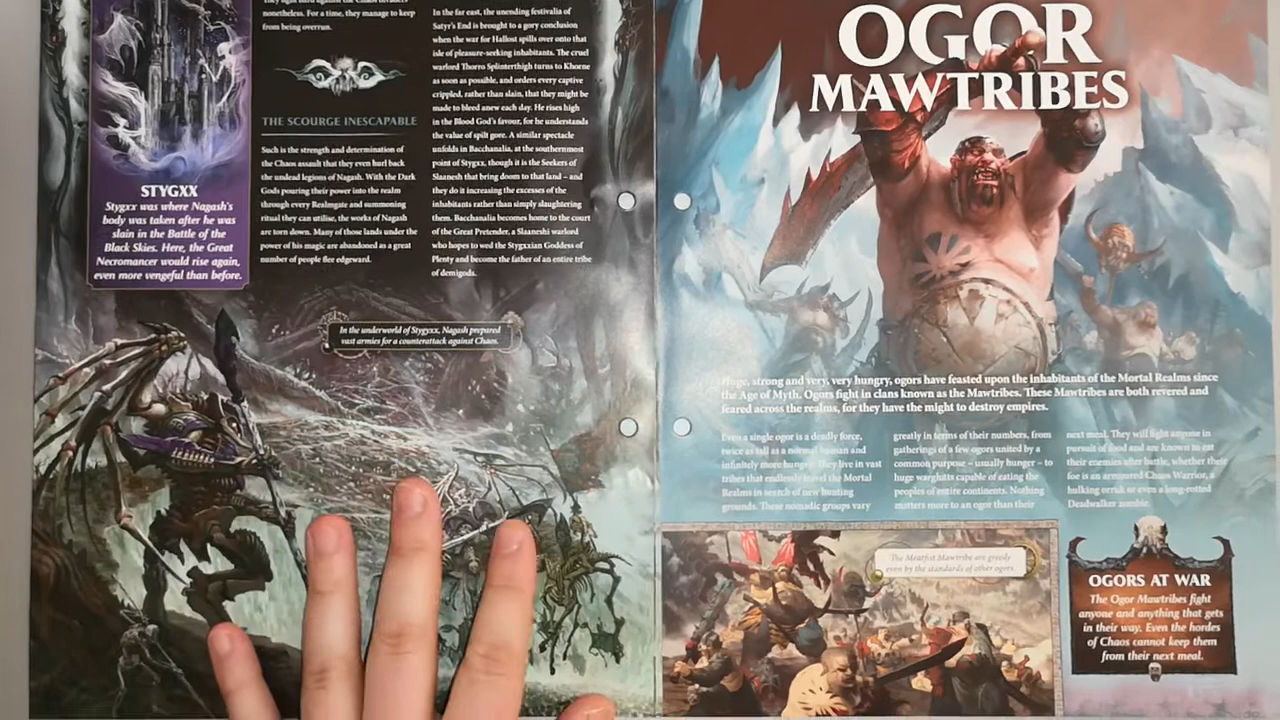 nonetheless. For a time, they manage to keep
from being overrun.
THE SCOURGE INESCAPABLE
Such is the strength and determination of
the Chaos assault that they even hurl back
the undead legions of Nagash. With the Dark
Gods pouring their power into the realm
through every Realmgate and summoning
ritual they can utilise, the works of Nagash
are torn down. Many of those lands under the
power of his magic are abandoned as a great
number of people flee edgeward.
In the far east, the unending festivalia of
Satyr's End is brought to a gory conclusion
when the war for Hallost spills over onto that
isle of pleasure-seeking inhabitants. The cruel
warlord Thorro Splinterthigh turns to Khorne
as soon as possible, and orders every captive
crippled, rather than slain, that they might be
made to bleed anew each day. He rises high
in the Blood God's favour, for he understands
the value of spilt gore. A similar spectacle
unfolds in Bacchanalia, at the southernmost
point of Stygxx, though it is the Seekers of
Slaanesh that bring doom to that land – and
they do it increasing the excesses of the
inhabitants rather than simply slaughtering
them. Bacchanalia becomes home to the court
of the Great Pretender, a Slaaneshi warlord
who hopes to wed the Stygxxian Goddess of
Plenty and become the father of an entire tribe
of demigods.
STYGXX
Stygxx was where Nagash's
body was taken after he was
slain in the Battle of the
Black Skies. Here, the Great
Necromancer would rise again,
even more vengeful than before.
In the underworld of Stygxx, Nagash prepared
vast armies for a counterattack against Chaos.
OGOR
MAWTRIBES
Huge, strong and very, very hungry, ogors have feasted upon the inhabitants of the Mortal Realms since
the Age of Myth. Ogors fight in clans known as the Mawtribes. These Mawtribes are both revered and
feared across the realms, for they have the might to destroy empires.
Even a single ogor is a deadly force,
twice as tall as a normal human and
infinitely more hungry. They live in vast
tribes that endlessly travel the Mortal
Realms in search of new hunting
grounds. These nomadic groups vary
greatly in terms of their numbers, from
gatherings of a few ogors united by a
common purpose – usually hunger – to
huge warglutts capable of eating the
peoples of entire continents. Nothing
matters more to an ogor than their
next meal. They will fight anyone in
pursuit of food and are known to eat
their enemies after battle, whether their
foe is an armoured Chaos Warrior, a
hulking orruk or even a long-rotted
Deadwalker zombie.
The Meatfist Mawtribe are greedy
even by the standards of other ogors.
OGORS AT WAR
The Ogor Mawtribes fight
anyone and anything that gets
in their way. Even the hordes
of Chaos cannot keep them
from their next meal.